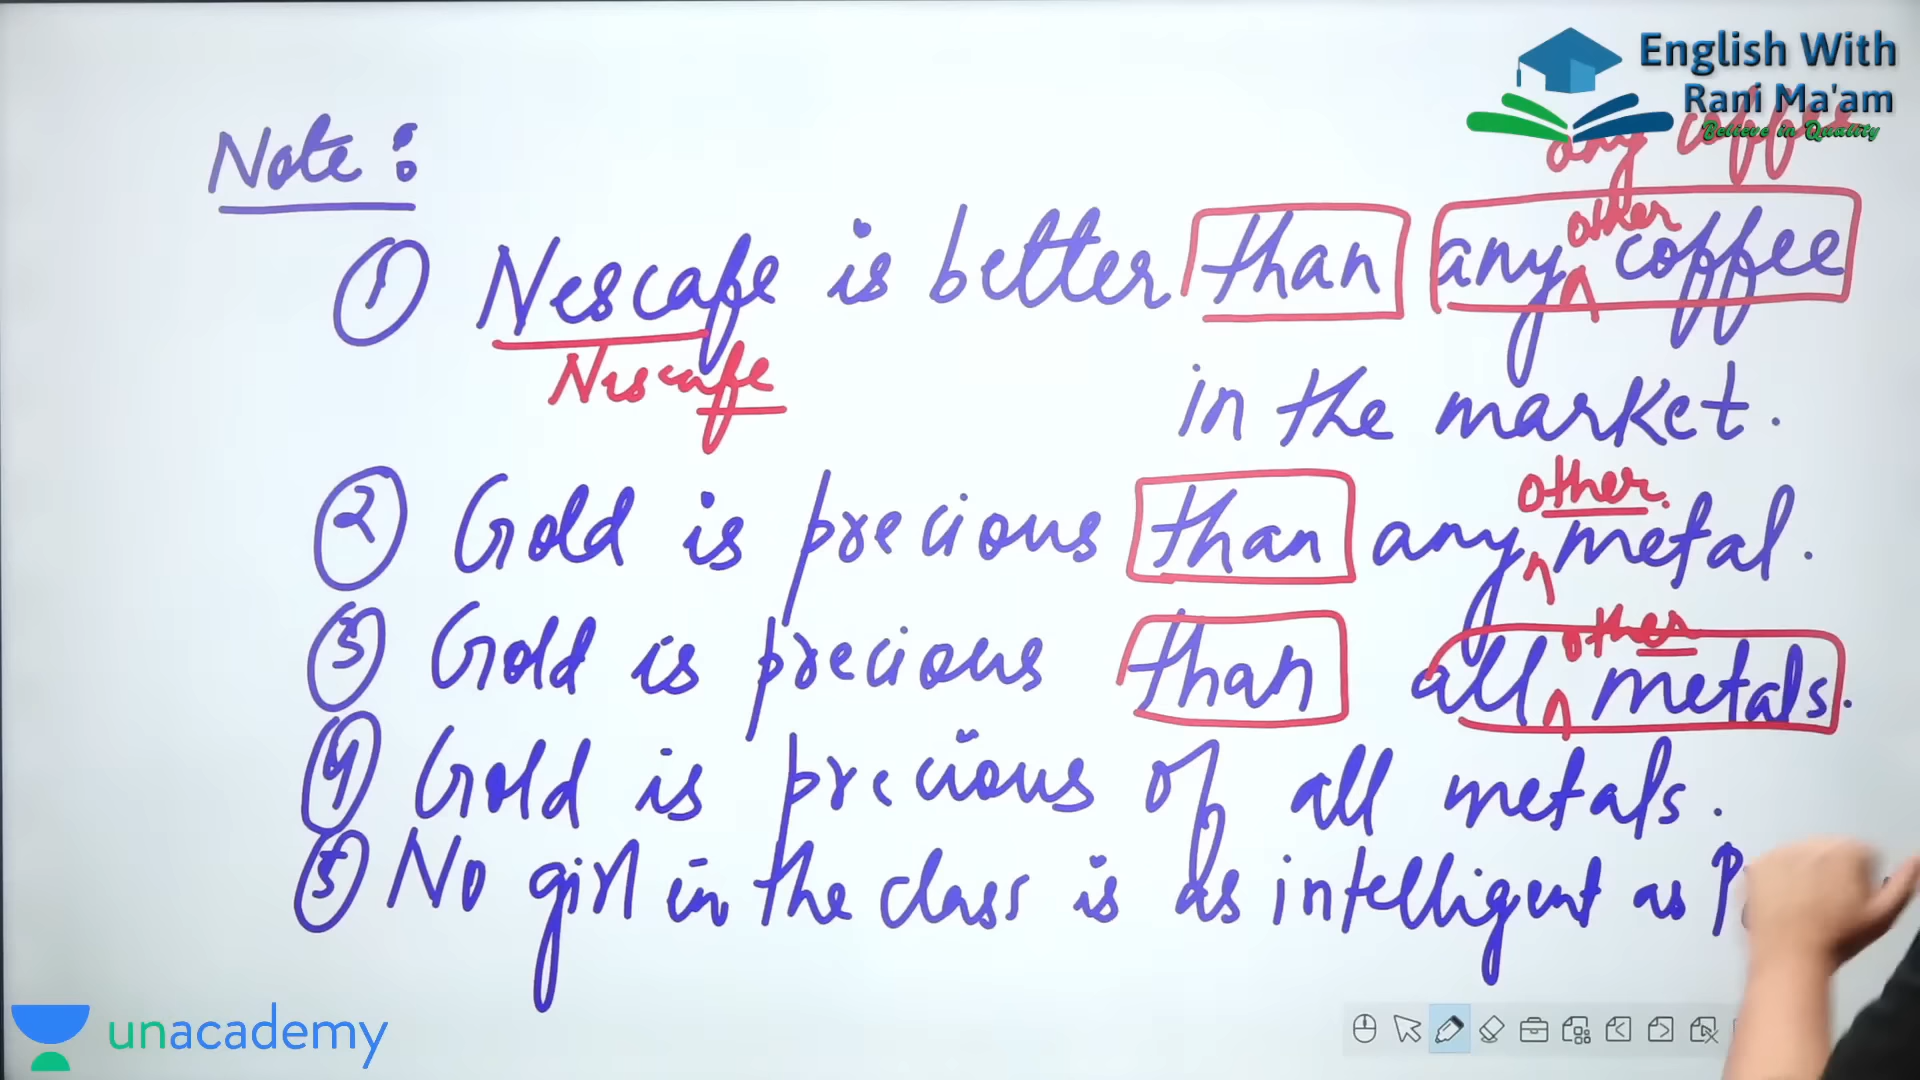 English With
Rani Ma'am
Believe in Quality
Note :
any coffee
other
① Nescafe is better than any coffee
Nescafe
in the market.
other
② Gold is precious than any metal.
other
③ Gold is precious than all metals.
④ Gold is precious of all metals.
⑤ No girl in the class is as intelligent as
unacademy